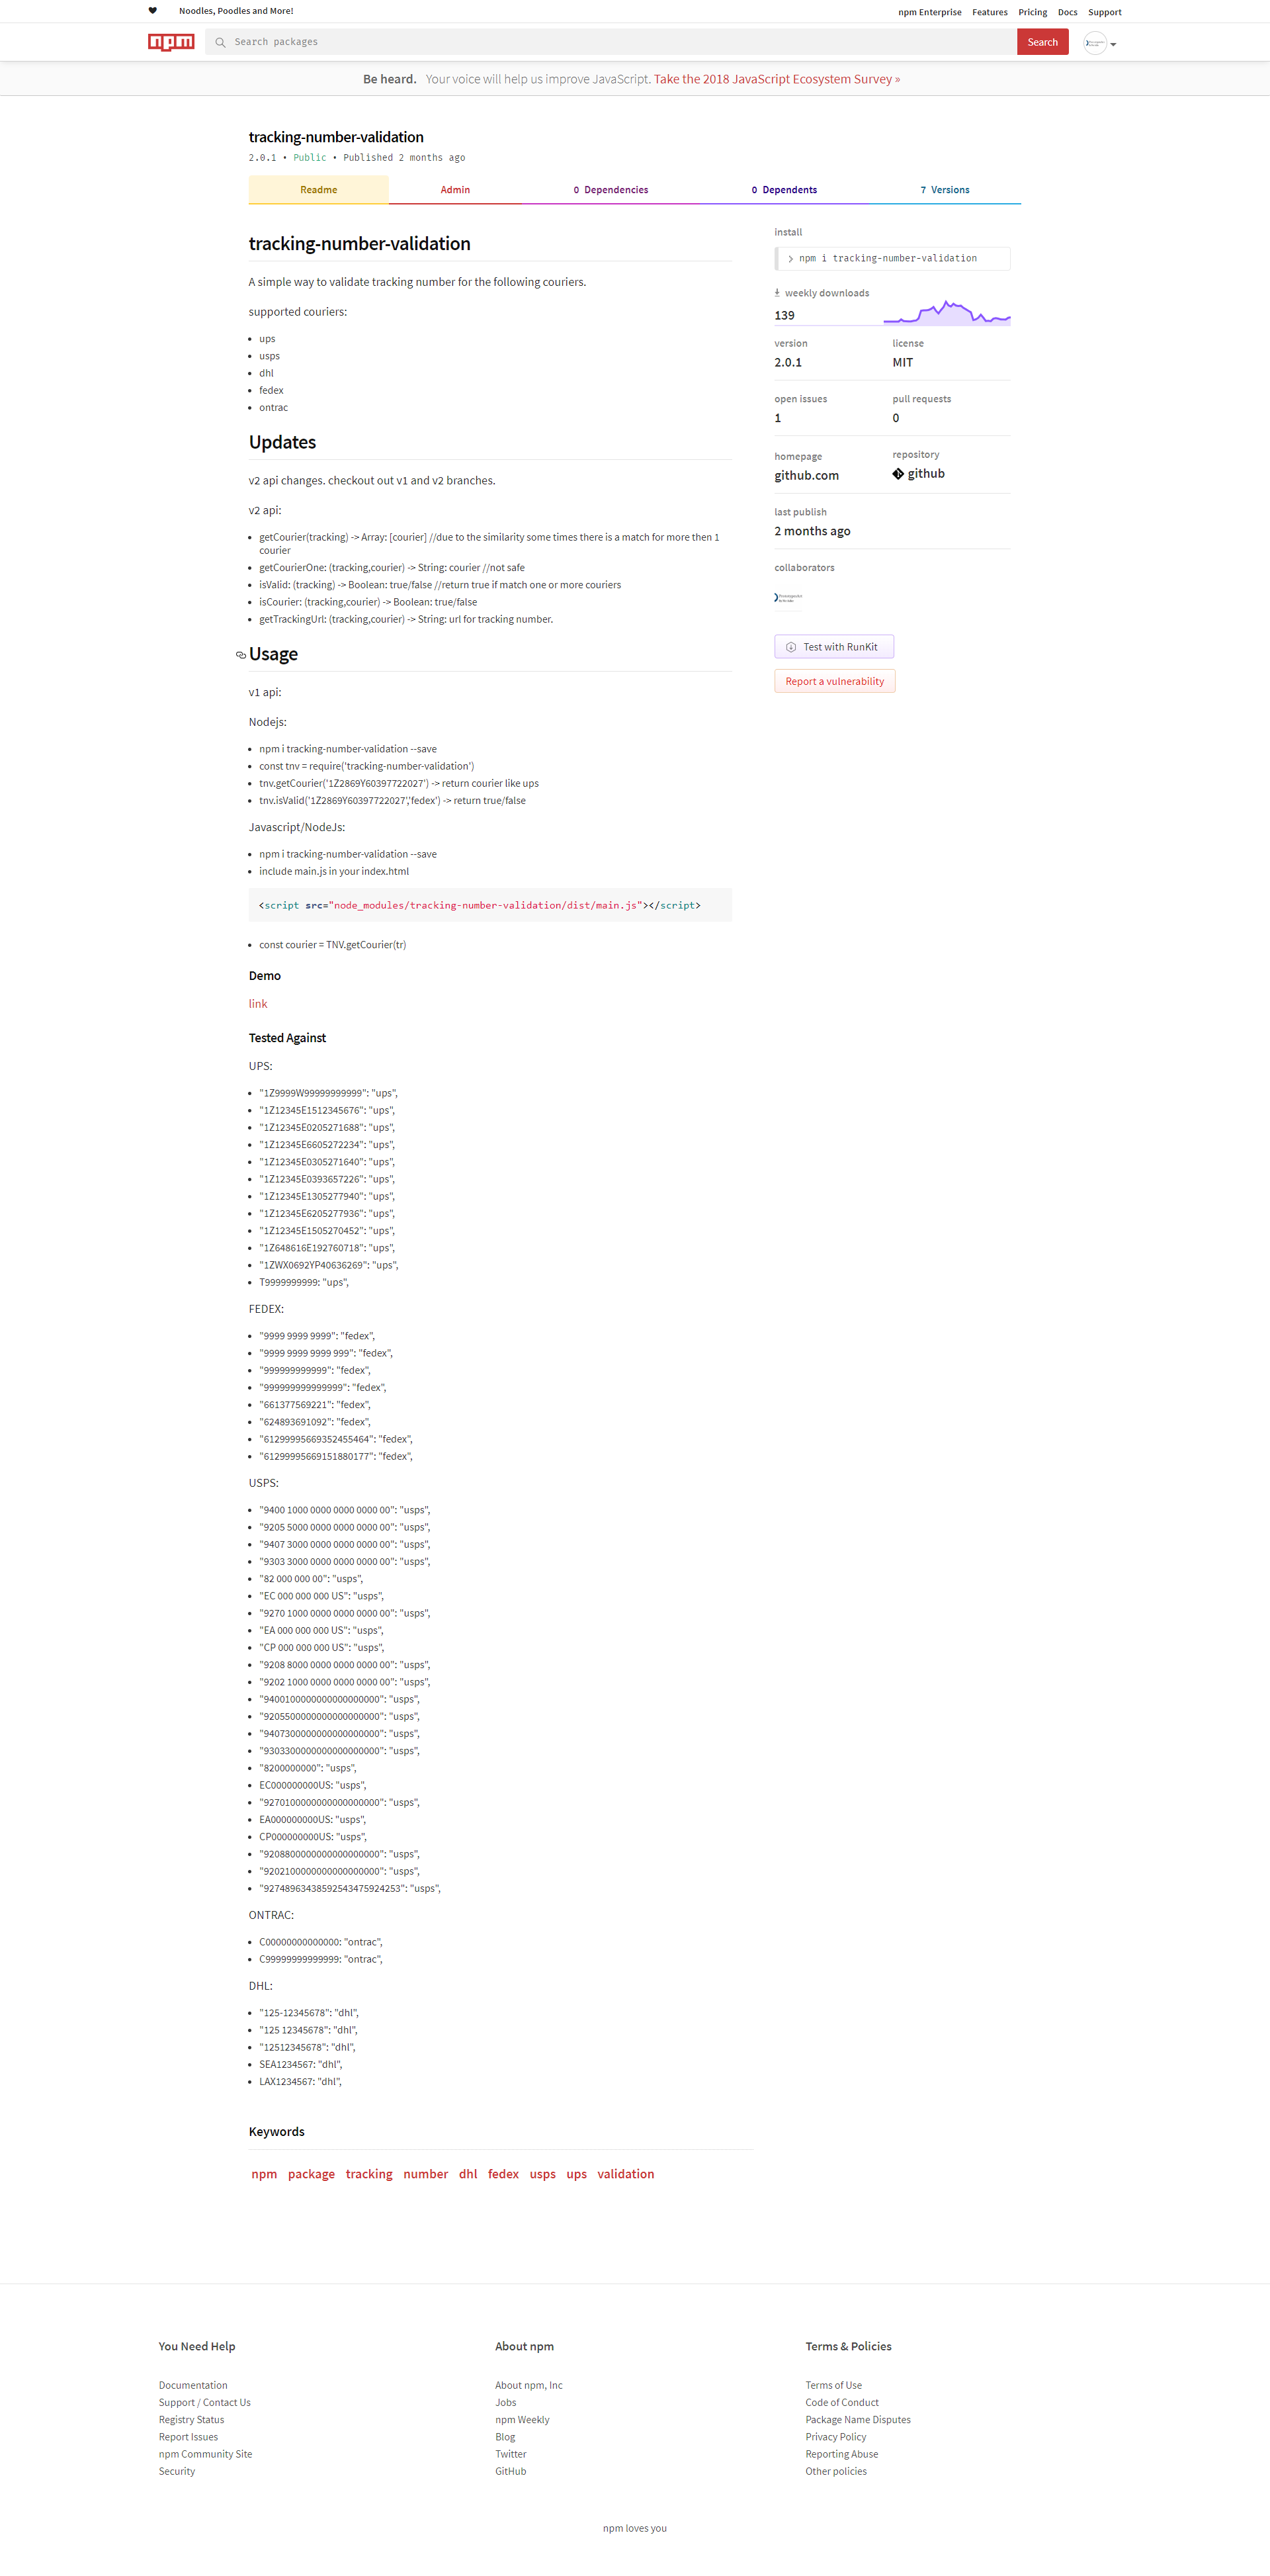 Noodles, Poodles and More!
npm Enterprise Features Pricing Docs Support
npm
Search packages
Search
Be heard. Your voice will help us improve JavaScript. Take the 2018 JavaScript Ecosystem Survey »
tracking-number-validation
2.0.1 • Public • Published 2 months ago
Readme Admin 0 Dependencies 0 Dependents 7 Versions
tracking-number-validation
A simple way to validate tracking number for the following couriers.
supported couriers:
• ups
• usps
• dhl
• fedex
• ontrac
Updates
v2 api changes. checkout out v1 and v2 branches.
v2 api:
• getCourier(tracking) -> Array: [courier] //due to the similarity some times there is a match for more then 1
courier
• getCourierOne: (tracking,courier) -> String: courier //not safe
• isValid: (tracking) -> Boolean: true/false //return true if match one or more couriers
• isCourier: (tracking,courier) -> Boolean: true/false
• getTrackingUrl: (tracking,courier) -> String: url for tracking number.
Usage
v1 api:
Nodejs:
• npm i tracking-number-validation --save
• const tnv = require('tracking-number-validation')
• tnv.getCourier('1Z2869Y60397722027') -> return courier like ups
• tnv.isValid('1Z2869Y60397722027','fedex') -> return true/false
Javascript/NodeJs:
• npm i tracking-number-validation --save
• include main.js in your index.html
<script src="node_modules/tracking-number-validation/dist/main.js"></script>
• const courier = TNV.getCourier(tr)
Demo
link
Tested Against
UPS:
• "1Z9999W99999999999": "ups",
• "1Z12345E1512345676": "ups",
• "1Z12345E0205271688": "ups",
• "1Z12345E6605272234": "ups",
• "1Z12345E0305271640": "ups",
• "1Z12345E0393657226": "ups",
• "1Z12345E1305277940": "ups",
• "1Z12345E6205277936": "ups",
• "1Z12345E1505270452": "ups",
• "1Z648616E192760718": "ups",
• "1ZWX0692YP40636269": "ups",
• T9999999999: "ups",
FEDEX:
• "9999 9999 9999": "fedex",
• "9999 9999 9999 999": "fedex",
• "999999999999": "fedex",
• "999999999999999": "fedex",
• "661377569221": "fedex",
• "624893691092": "fedex",
• "61299995669352455464": "fedex",
• "61299995669151880177": "fedex",
USPS:
• "9400 1000 0000 0000 0000 00": "usps",
• "9205 5000 0000 0000 0000 00": "usps",
• "9407 3000 0000 0000 0000 00": "usps",
• "9303 3000 0000 0000 0000 00": "usps",
• "82 000 000 00": "usps",
• "EC 000 000 000 US": "usps",
• "9270 1000 0000 0000 0000 00": "usps",
• "EA 000 000 000 US": "usps",
• "CP 000 000 000 US": "usps",
• "9208 8000 0000 0000 0000 00": "usps",
• "9202 1000 0000 0000 0000 00": "usps",
• "9400100000000000000000": "usps",
• "9205500000000000000000": "usps",
• "9407300000000000000000": "usps",
• "9303300000000000000000": "usps",
• "8200000000": "usps",
• EC000000000US: "usps",
• "9270100000000000000000": "usps",
• EA000000000US: "usps",
• CP000000000US: "usps",
• "9208800000000000000000": "usps",
• "9202100000000000000000": "usps",
• "92748963438592543475924253": "usps",
ONTRAC:
• C00000000000000: "ontrac",
• C99999999999999: "ontrac",
DHL:
• "125-12345678": "dhl",
• "125 12345678": "dhl",
• "12512345678": "dhl",
• SEA1234567: "dhl",
• LAX1234567: "dhl",
Keywords
npm package tracking number dhl fedex usps ups validation
install
npm i tracking-number-validation
weekly downloads
139
version license
2.0.1 MIT
open issues pull requests
1 0
homepage repository
github.com github
last publish
2 months ago
collaborators
Test with RunKit
Report a vulnerability
You Need Help
Documentation
Support / Contact Us
Registry Status
Report Issues
npm Community Site
Security
About npm
About npm, Inc
Jobs
npm Weekly
Blog
Twitter
GitHub
Terms & Policies
Terms of Use
Code of Conduct
Package Name Disputes
Privacy Policy
Reporting Abuse
Other policies
npm loves you